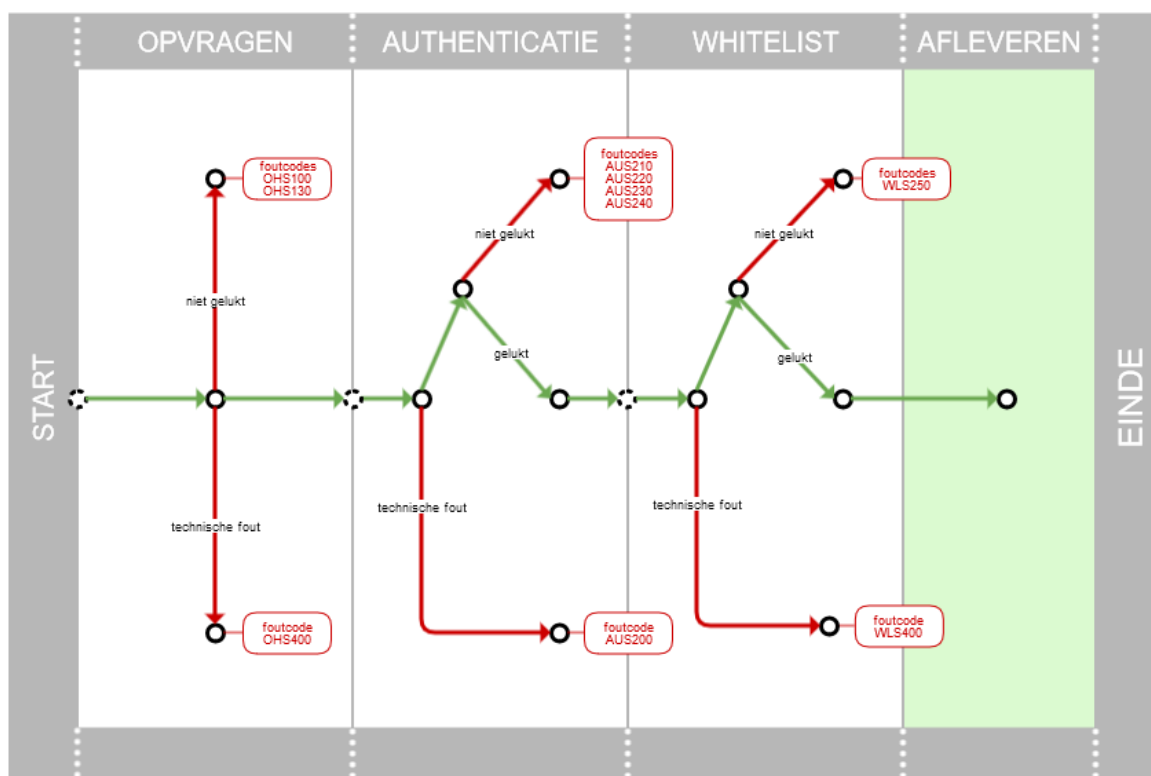 OPVRAGEN
AUTHENTICATIE
WHITELIST
AFLEVEREN
START
foutcodes
OHS100
OHS130
niet gelukt
technische fout
foutcode
OHS400
foutcodes
AUS210
AUS220
AUS230
AUS240
niet gelukt
gelukt
technische fout
foutcode
AUS200
foutcodes
WLS250
niet gelukt
gelukt
technische fout
foutcode
WLS400
EINDE